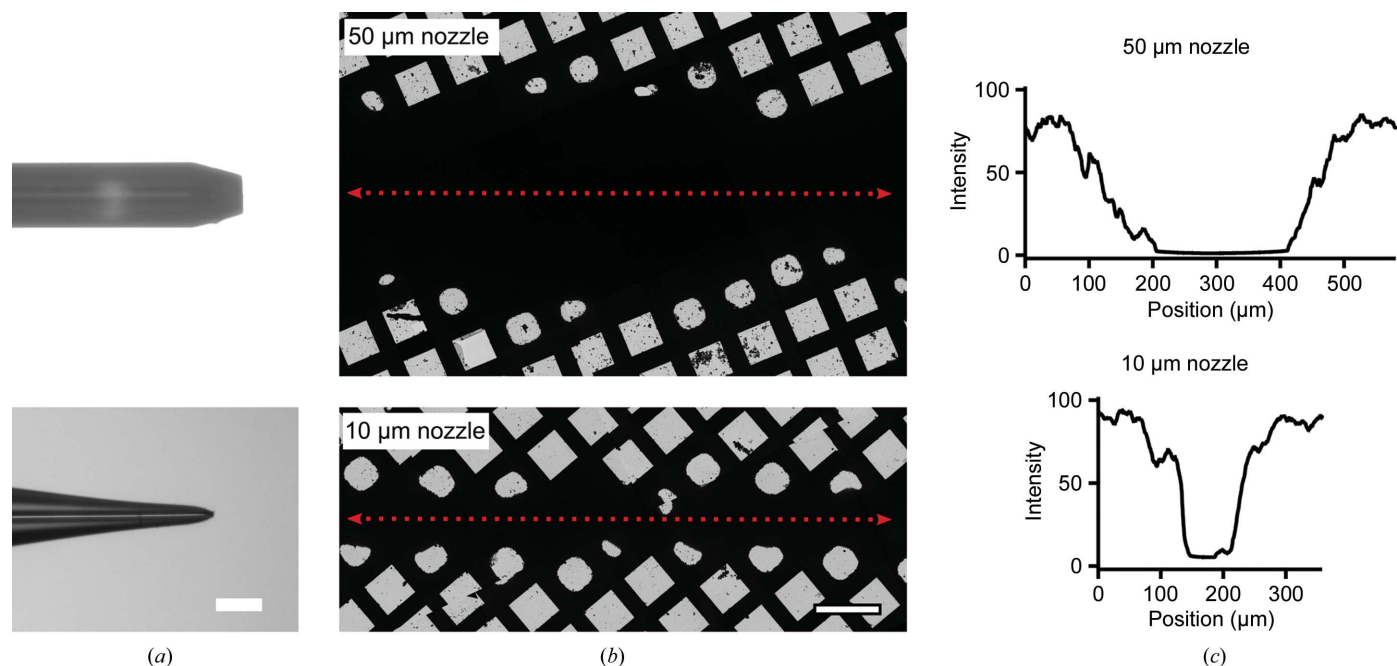 50 µm nozzle
10 µm nozzle
50 µm nozzle
100
50
0
Intensity
0 100 200 300 400 500
Position (µm)
10 µm nozzle
100
50
0
Intensity
0 100 200 300
Position (µm)
(a) (b) (c)